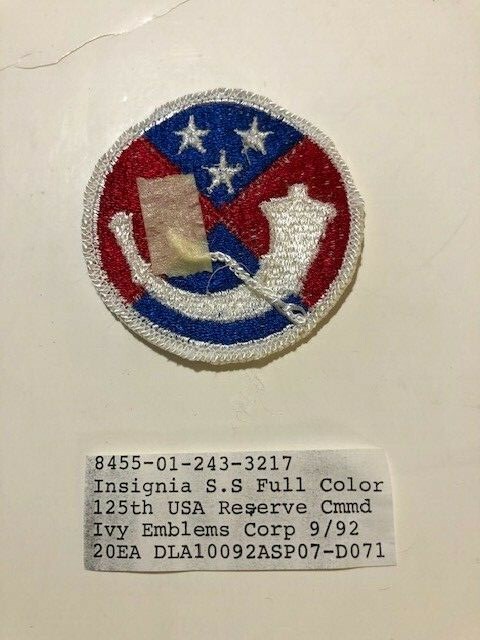 8455-01-243-3217
Insignia S.S Full Color
125th USA Reserve Cmmd
Ivy Emblems Corp 9/92
20EA DLA10092ASP07-D071